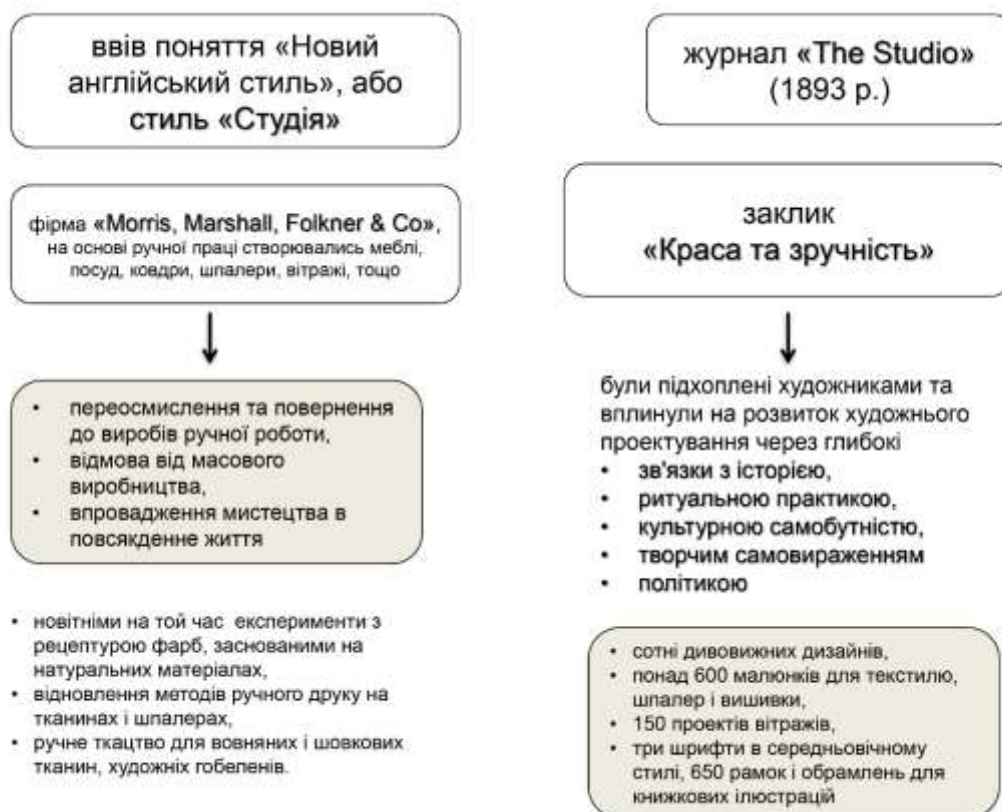 ввів поняття «Новий
англійський стиль», або
стиль «Студія»
фірма «Morris, Marshall, Folkner & Co»,
на основі ручної праці створювались меблі,
посуд, ковдри, шпалери, вітражі, тощо
• переосмислення та повернення
до виробів ручної роботи,
• відмова від масового
виробництва,
• впровадження мистецтва в
повсякденне життя
• новітніми на той час експерименти з
рецептурою фарб, заснованими на
натуральних матеріалах,
• відновлення методів ручного друку на
тканинах і шпалерах,
• ручне ткацтво для вовняних і шовкових
тканин, художніх гобеленів.
журнал «The Studio»
(1893 р.)
заклик
«Краса та зручність»
були підхоплені художниками та
вплинули на розвиток художнього
проектування через глибокі
• зв'язки з історією,
• ритуальною практикою,
• культурною самобутністю,
• творчим самовираженням
• політикою
• сотні дивовижних дизайнів,
• понад 600 малюнків для текстилю,
шпалер і вишивки,
• 150 проектів вітражів,
• три шрифти в середньовічному
стилі, 650 рамок і обрамлень для
книжкових ілюстрацій